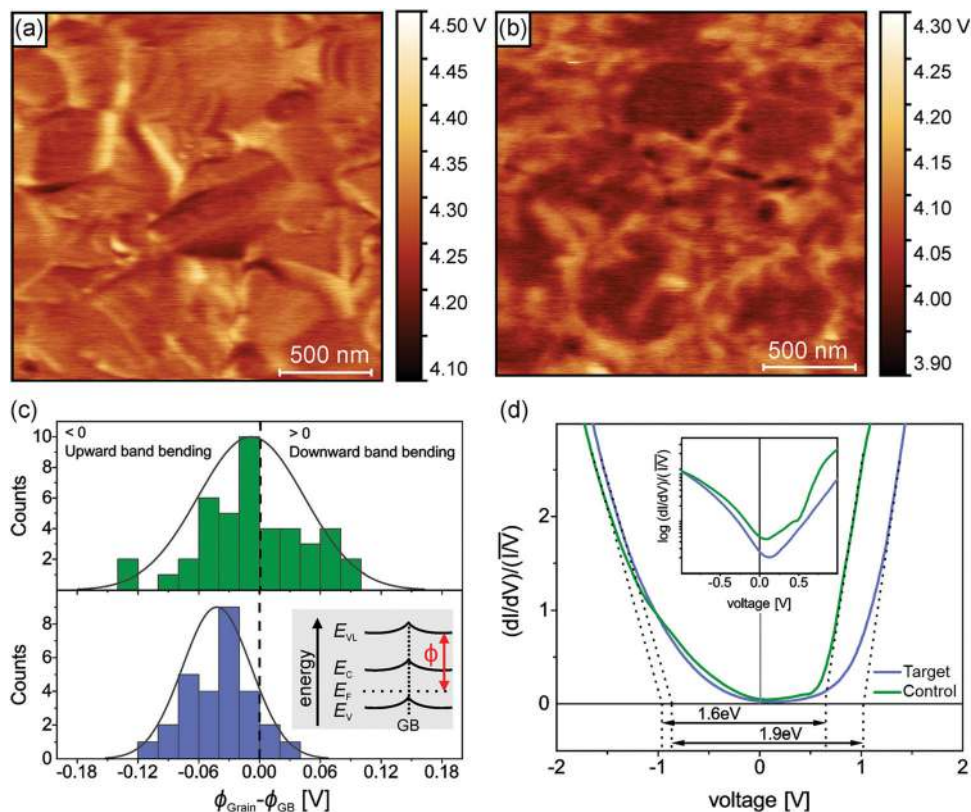 (a)
4.50 V
4.45
4.40
4.35
4.30
4.25
4.20
4.15
4.10
500 nm
(b)
4.30 V
4.25
4.20
4.15
4.10
4.05
4.00
3.95
3.90
500 nm
(c)
Counts
10
8
6
4
2
< 0
Upward band bending
> 0
Downward band bending
Counts
8
6
4
2
0
energy
E_VL
E_C
E_F
E_V
ϕ
GB
-0.18 -0.12 -0.06 0.00 0.06 0.12 0.18
ϕ_Grain-ϕ_GB [V]
(d)
(dI/dV)/(I/V)
2
1
0
log (dI/dV)/(I/V)
-0.5 0.0 0.5
voltage [V]
Target
Control
1.6eV
1.9eV
-2 -1 0 1 2
voltage [V]